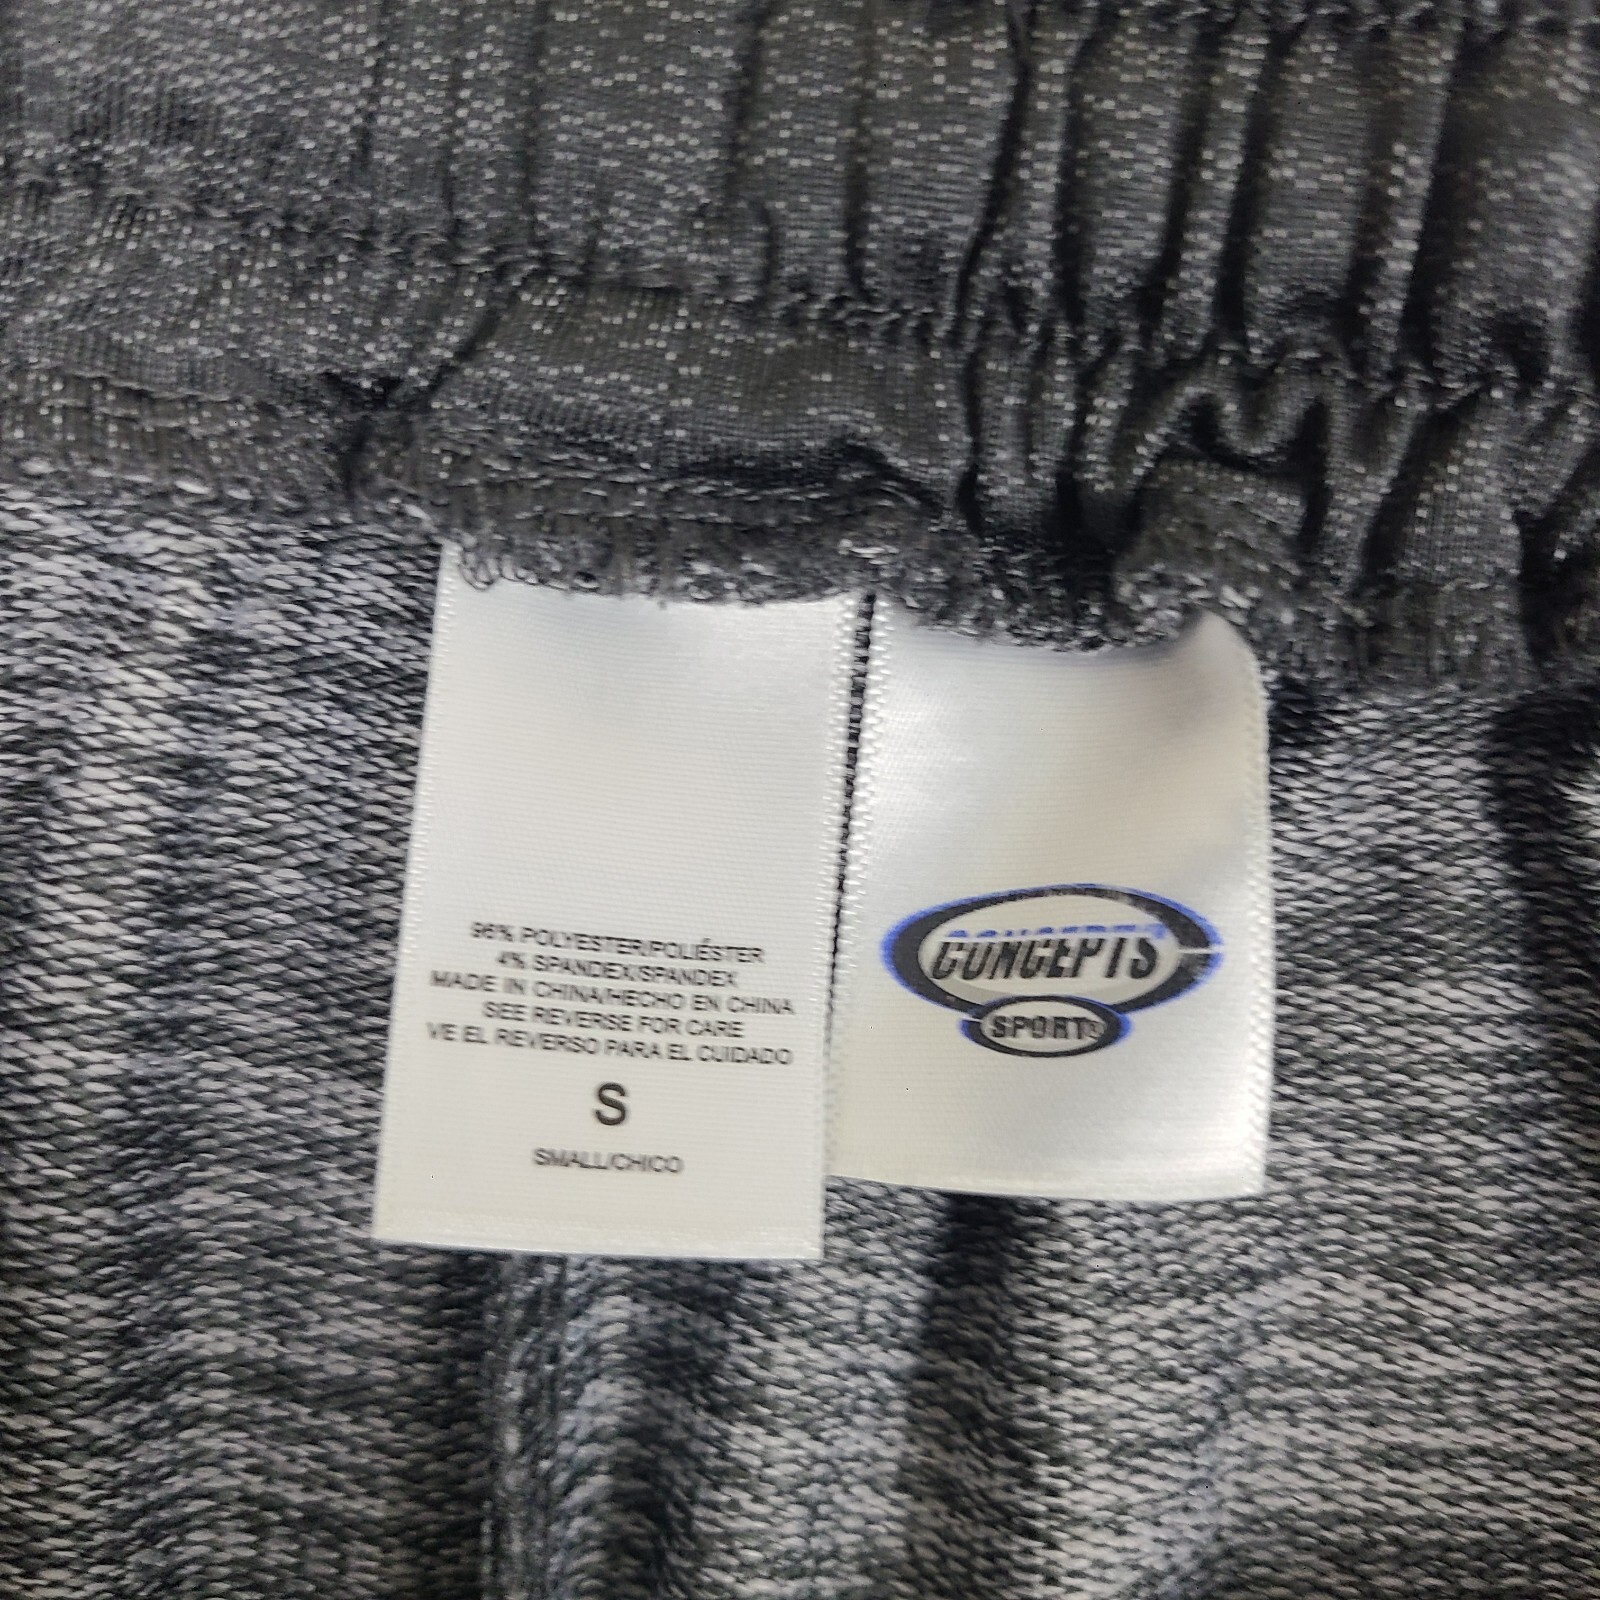 96% POLYESTER/POLIÉSTER
4% SPANDEX/SPANDEX
MADE IN CHINA/HECHO EN CHINA
SEE REVERSE FOR CARE
VE EL REVERSO PARA EL CUIDADO
S
SMALL/CHICO
CONCEPTS
SPORT®